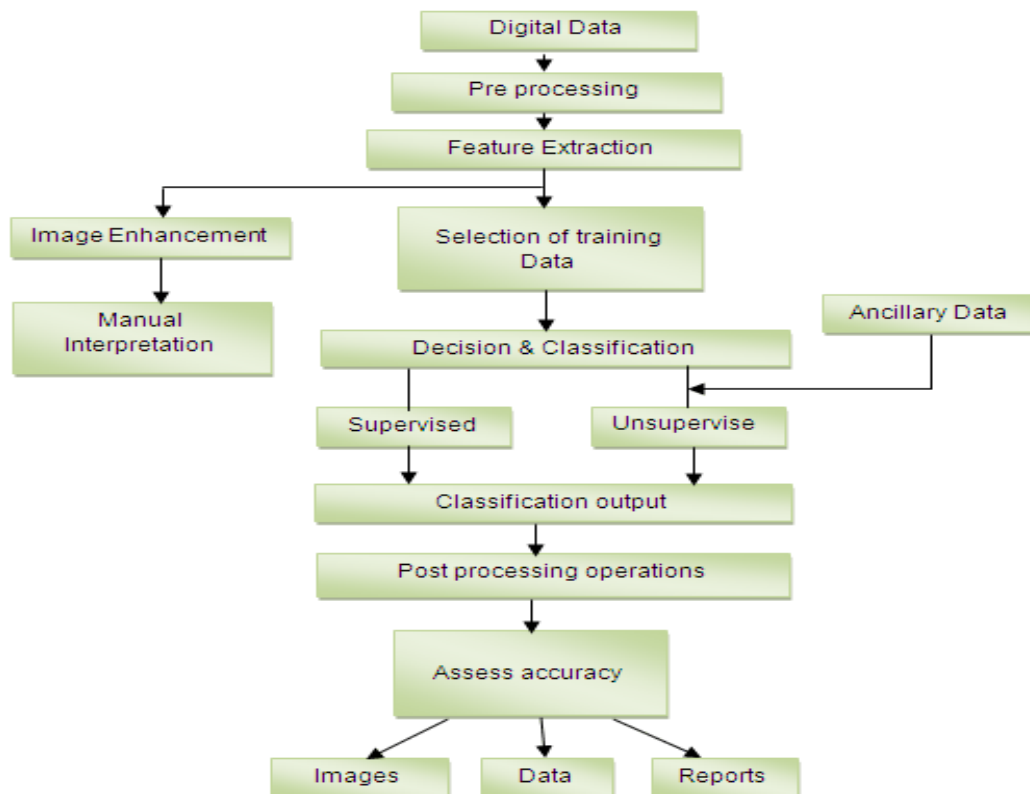 Digital Data
Pre processing
Feature Extraction
Image Enhancement
Selection of training
Data
Manual
Interpretation
Ancillary Data
Decision & Classification
Supervised
Unsupervise
Classification output
Post processing operations
Assess accuracy
Images
Data
Reports